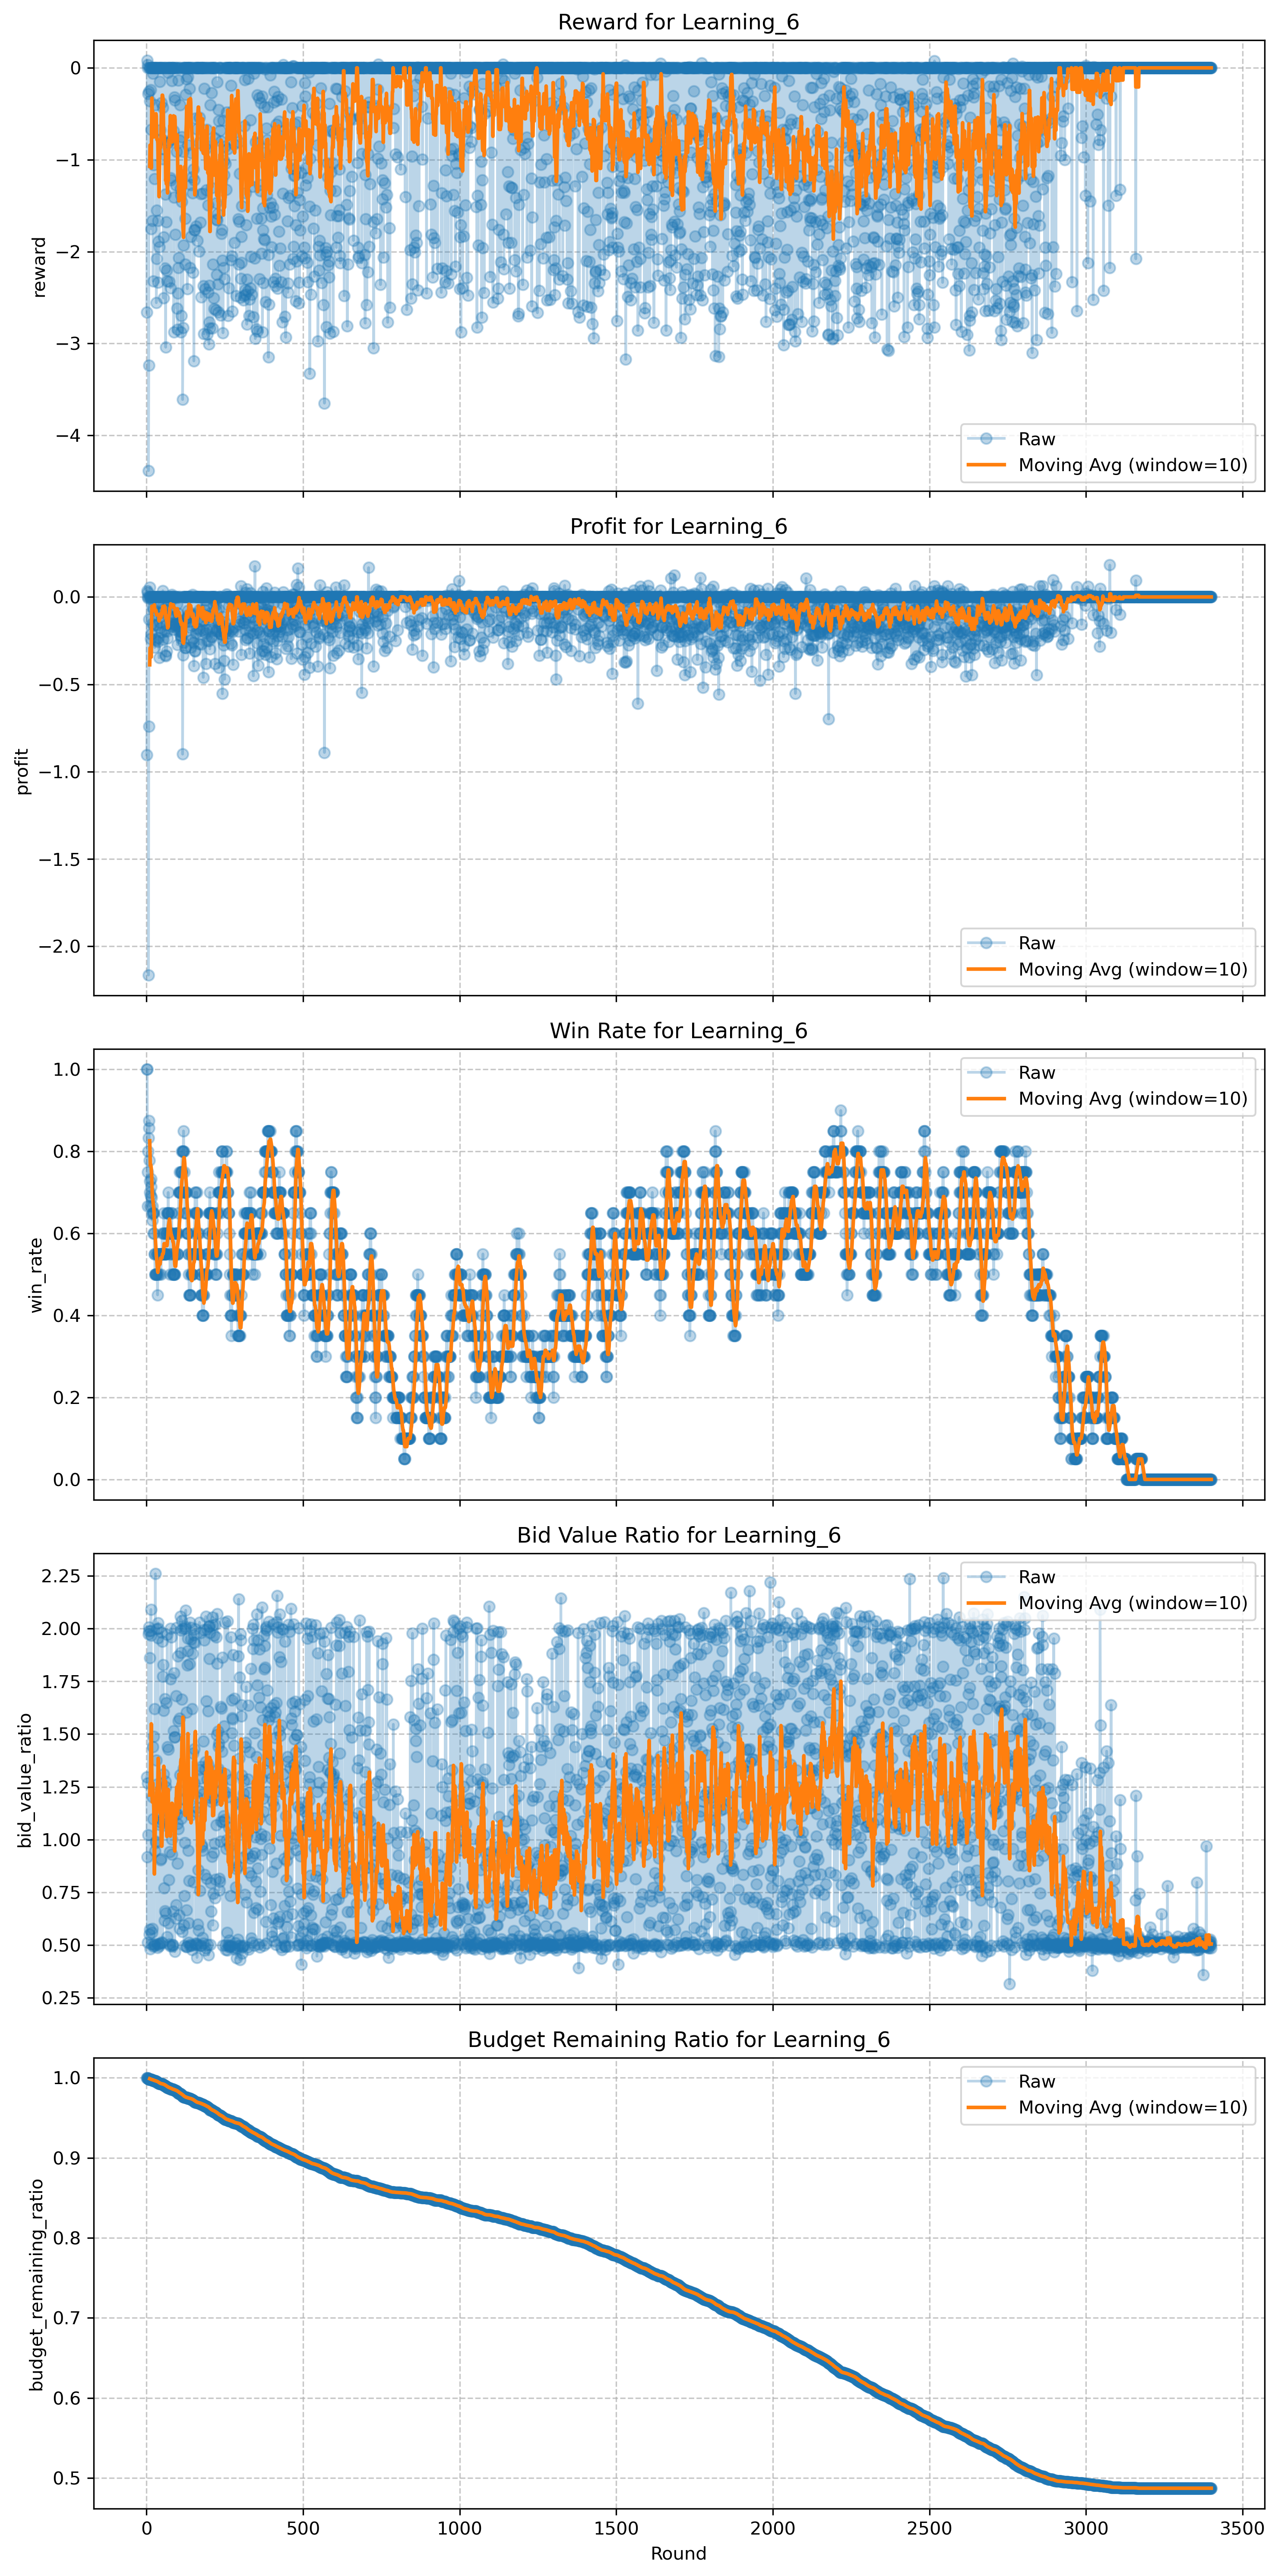 Reward for Learning_6
0
−1
−2
−3
−4
reward
Raw
Moving Avg (window=10)
Profit for Learning_6
0.0
−0.5
−1.0
−1.5
−2.0
profit
Raw
Moving Avg (window=10)
Win Rate for Learning_6
1.0
0.8
0.6
0.4
0.2
0.0
win_rate
Raw
Moving Avg (window=10)
Bid Value Ratio for Learning_6
2.25
2.00
1.75
1.50
1.25
1.00
0.75
0.50
0.25
bid_value_ratio
Raw
Moving Avg (window=10)
Budget Remaining Ratio for Learning_6
1.0
0.9
0.8
0.7
0.6
0.5
budget_remaining_ratio
Raw
Moving Avg (window=10)
0 500 1000 1500 2000 2500 3000 3500
Round